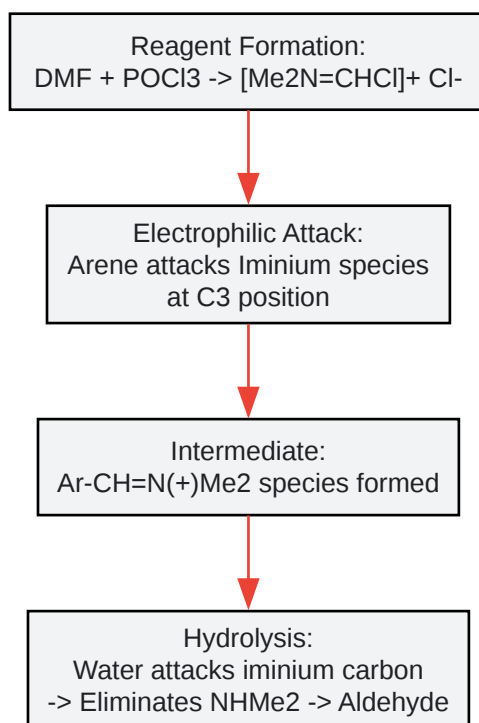 Reagent Formation:
DMF + POCl3 -> [Me2N=CHCl]+ Cl-
Electrophilic Attack:
Arene attacks Iminium species
at C3 position
Intermediate:
Ar-CH=N(+)Me2 species formed
Hydrolysis:
Water attacks iminium carbon
-> Eliminates NHMe2 -> Aldehyde